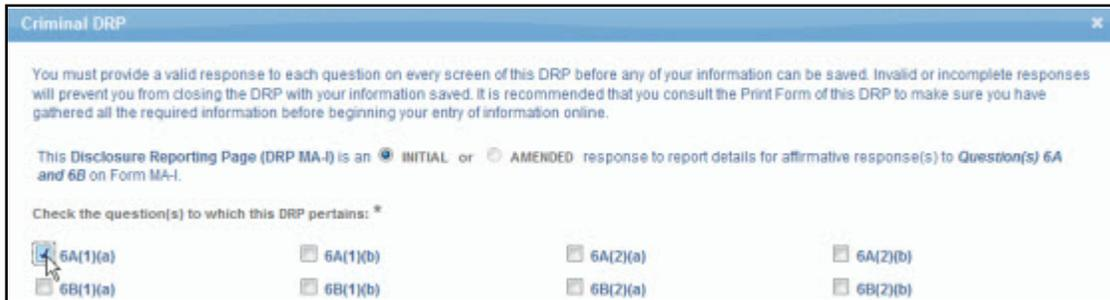 Criminal DRP
You must provide a valid response to each question on every screen of this DRP before any of your information can be saved. Invalid or incomplete responses
will prevent you from closing the DRP with your information saved. It is recommended that you consult the Print Form of this DRP to make sure you have
gathered all the required information before beginning your entry of information online.
This Disclosure Reporting Page (DRP MA-I) is an INITIAL or AMENDED response to report details for affirmative response(s) to Question(s) 6A
and 6B on Form MA-I.
Check the question(s) to which this DRP pertains: *
6A(1)(a) 6A(1)(b) 6A(2)(a) 6A(2)(b)
6B(1)(a) 6B(1)(b) 6B(2)(a) 6B(2)(b)